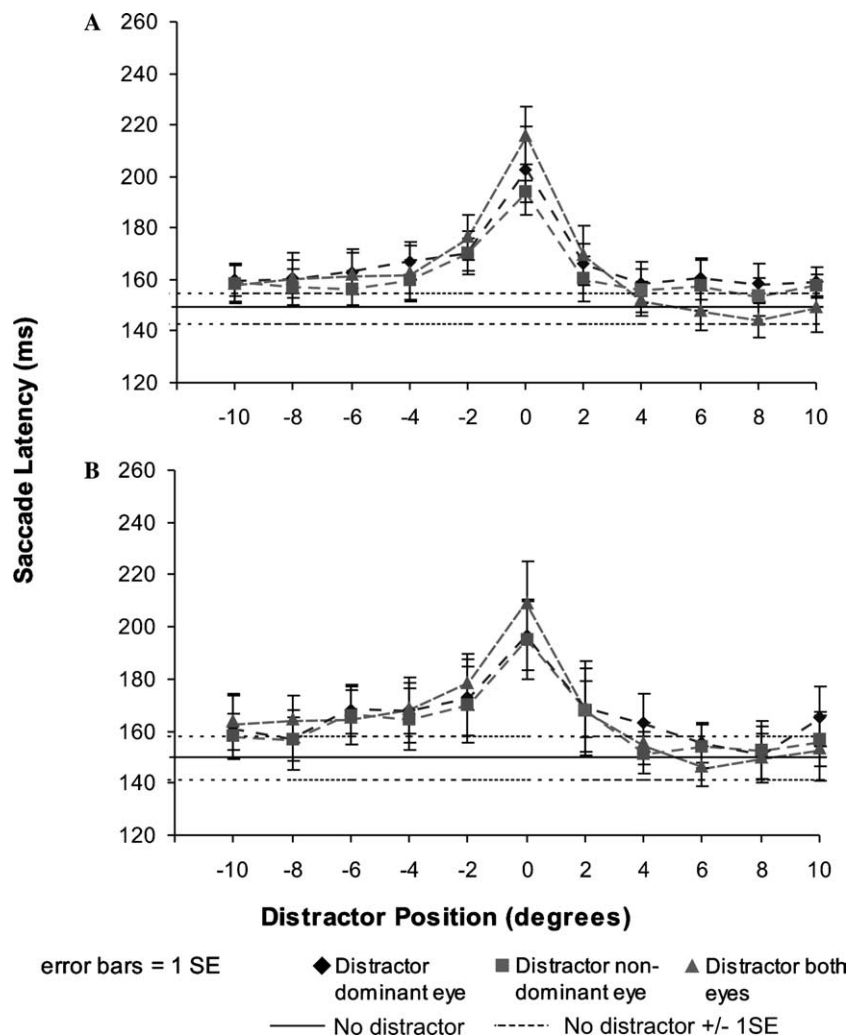 A
260
240
220
200
180
160
140
120
-10 -8 -6 -4 -2 0 2 4 6 8 10
Saccade Latency (ms)
B
260
240
220
200
180
160
140
120
-10 -8 -6 -4 -2 0 2 4 6 8 10
Distractor Position (degrees)
error bars = 1 SE
Distractor
dominant eye
Distractor non-
dominant eye
Distractor both
eyes
No distractor
No distractor +/- 1SE